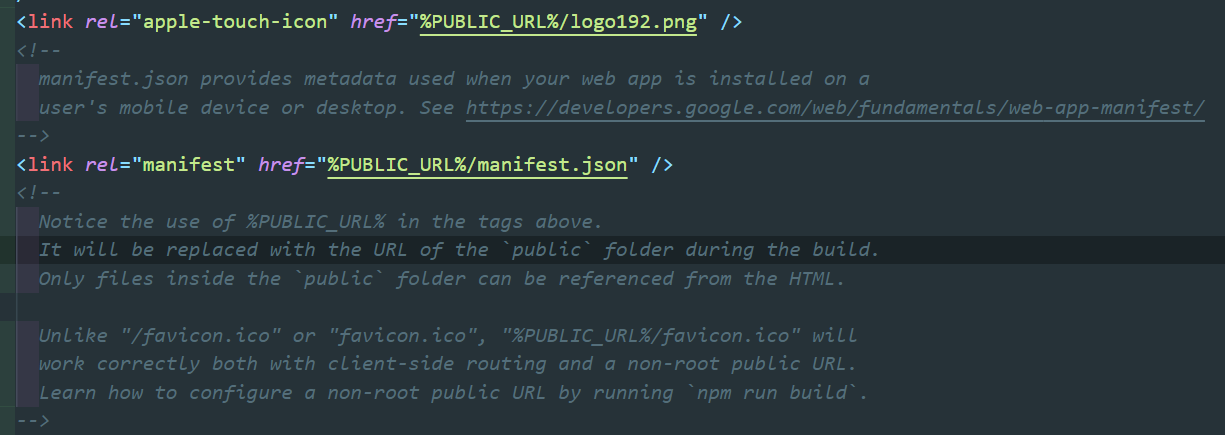 <link rel="apple-touch-icon" href="%PUBLIC_URL%/logo192.png" />
<!--
manifest.json provides metadata used when your web app is installed on a
user's mobile device or desktop. See https://developers.google.com/web/fundamentals/web-app-manifest/
-->
<link rel="manifest" href="%PUBLIC_URL%/manifest.json" />
<!--
Notice the use of %PUBLIC_URL% in the tags above.
It will be replaced with the URL of the `public` folder during the build.
Only files inside the `public` folder can be referenced from the HTML.

Unlike "/favicon.ico" or "favicon.ico", "%PUBLIC_URL%/favicon.ico" will
work correctly both with client-side routing and a non-root public URL.
Learn how to configure a non-root public URL by running `npm run build`.
-->